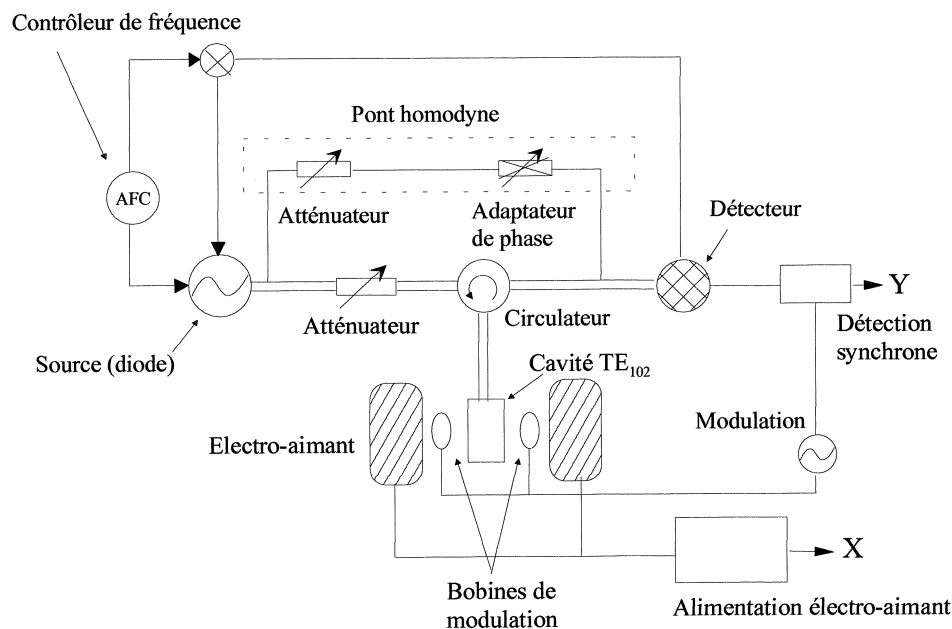 Contrôleur de fréquence
Pont homodyne
AFC
Atténuateur
Adaptateur
de phase
Détecteur
Y
Atténuateur
Circulateur
Détection
synchrone
Source (diode)
Cavité TE102
Electro-aimant
Modulation
X
Bobines de
modulation
Alimentation électro-aimant